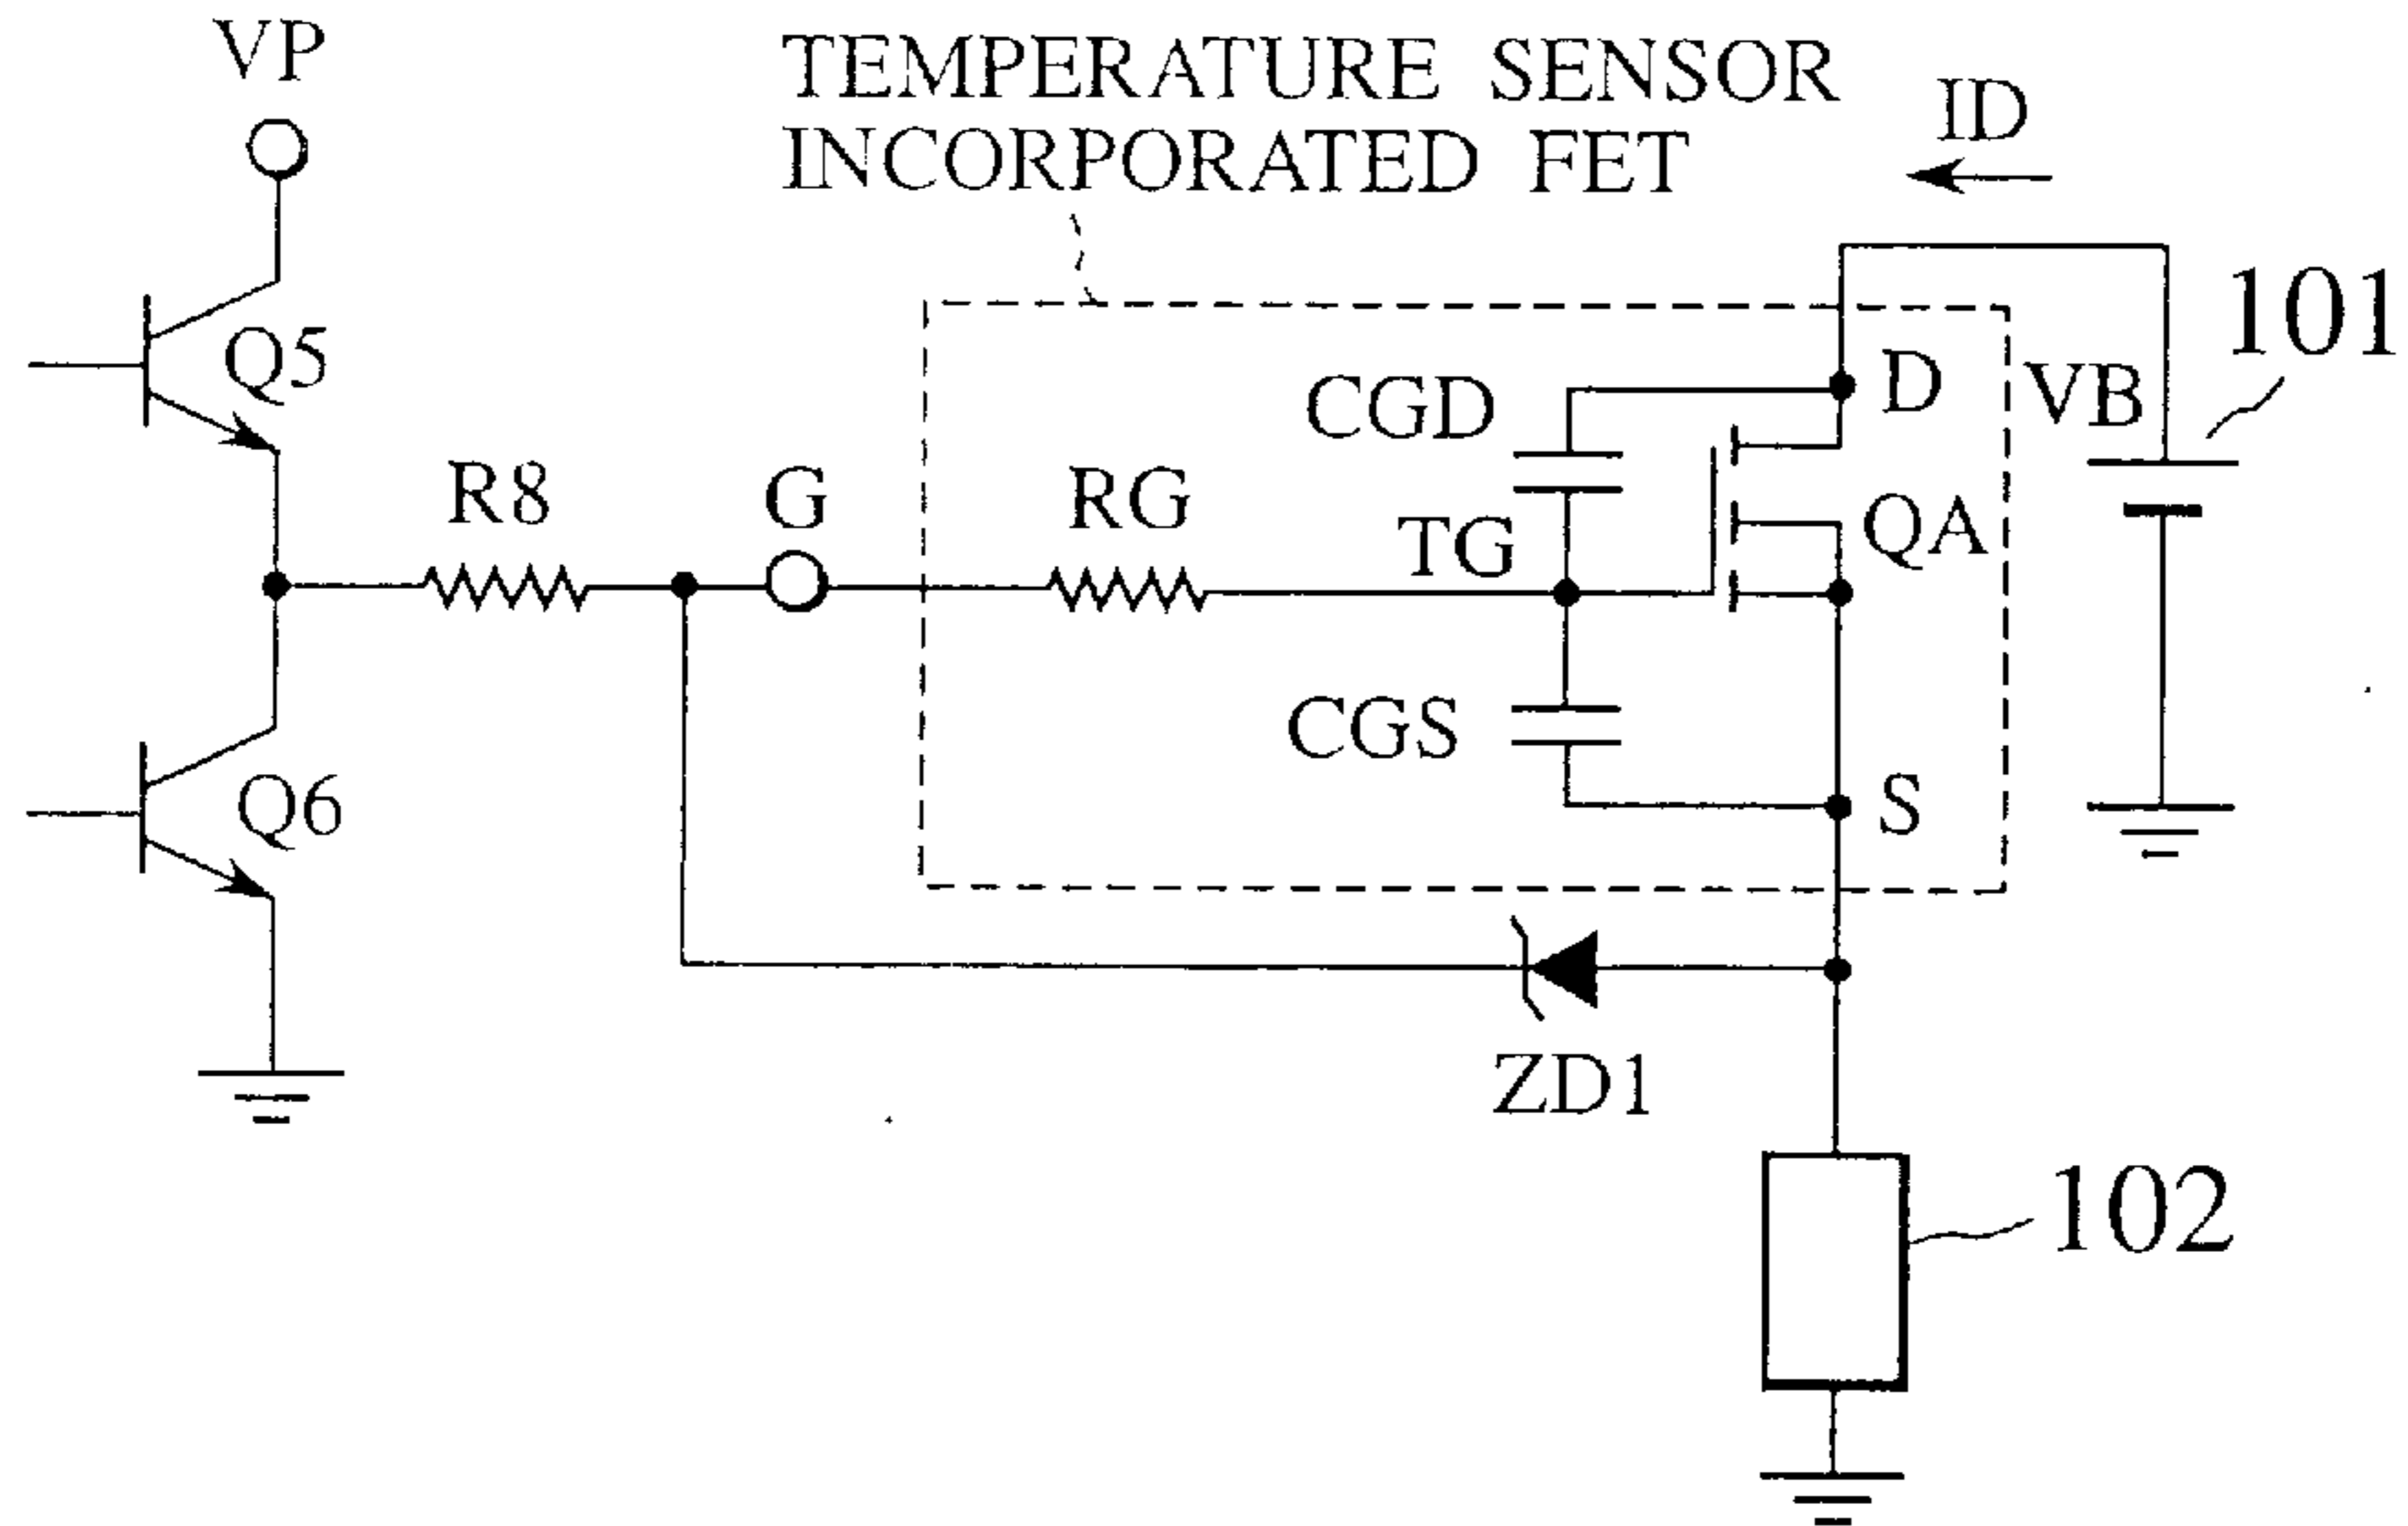 VP
TEMPERATURE SENSOR
INCORPORATED FET
ID
101
Q5
CGD
D
VB
R8
G
RG
TG
QA
CGS
Q6
S
ZD1
102